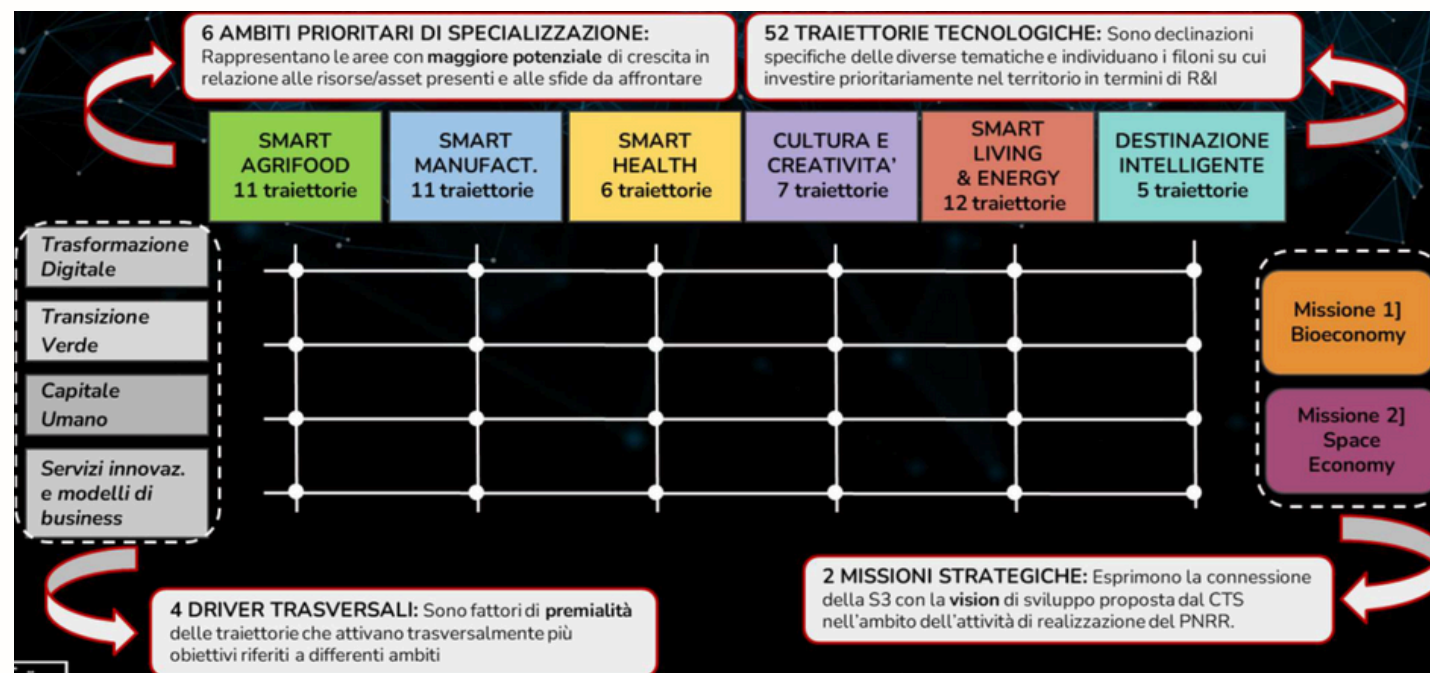 6 AMBITI PRIORITARI DI SPECIALIZZAZIONE:
Rappresentano le aree con maggiore potenziale di crescita in
relazione alle risorse/asset presenti e alle sfide da affrontare
52 TRAIETTORIE TECNOLOGICHE: Sono declinazioni
specifiche delle diverse tematiche e individuano i filoni su cui
investire prioritariamente nel territorio in termini di R&I
SMART
AGRIFOOD
11 traiettorie
SMART
MANUFACT.
11 traiettorie
SMART
HEALTH
6 traiettorie
CULTURA E
CREATIVITA'
7 traiettorie
SMART
LIVING
& ENERGY
12 traiettorie
DESTINAZIONE
INTELLIGENTE
5 traiettorie
Trasformazione
Digitale
Transizione
Verde
Capitale
Umano
Servizi innovaz.
e modelli di
business
Missione 1]
Bioeconomy
Missione 2]
Space
Economy
4 DRIVER TRASVERSALI: Sono fattori di premialità
delle traiettorie che attivano trasversalmente più
obiettivi riferiti a differenti ambiti
2 MISSIONI STRATEGICHE: Esprimono la connessione
della S3 con la vision di sviluppo proposta dal CTS
nell'ambito dell'attività di realizzazione del PNRR.